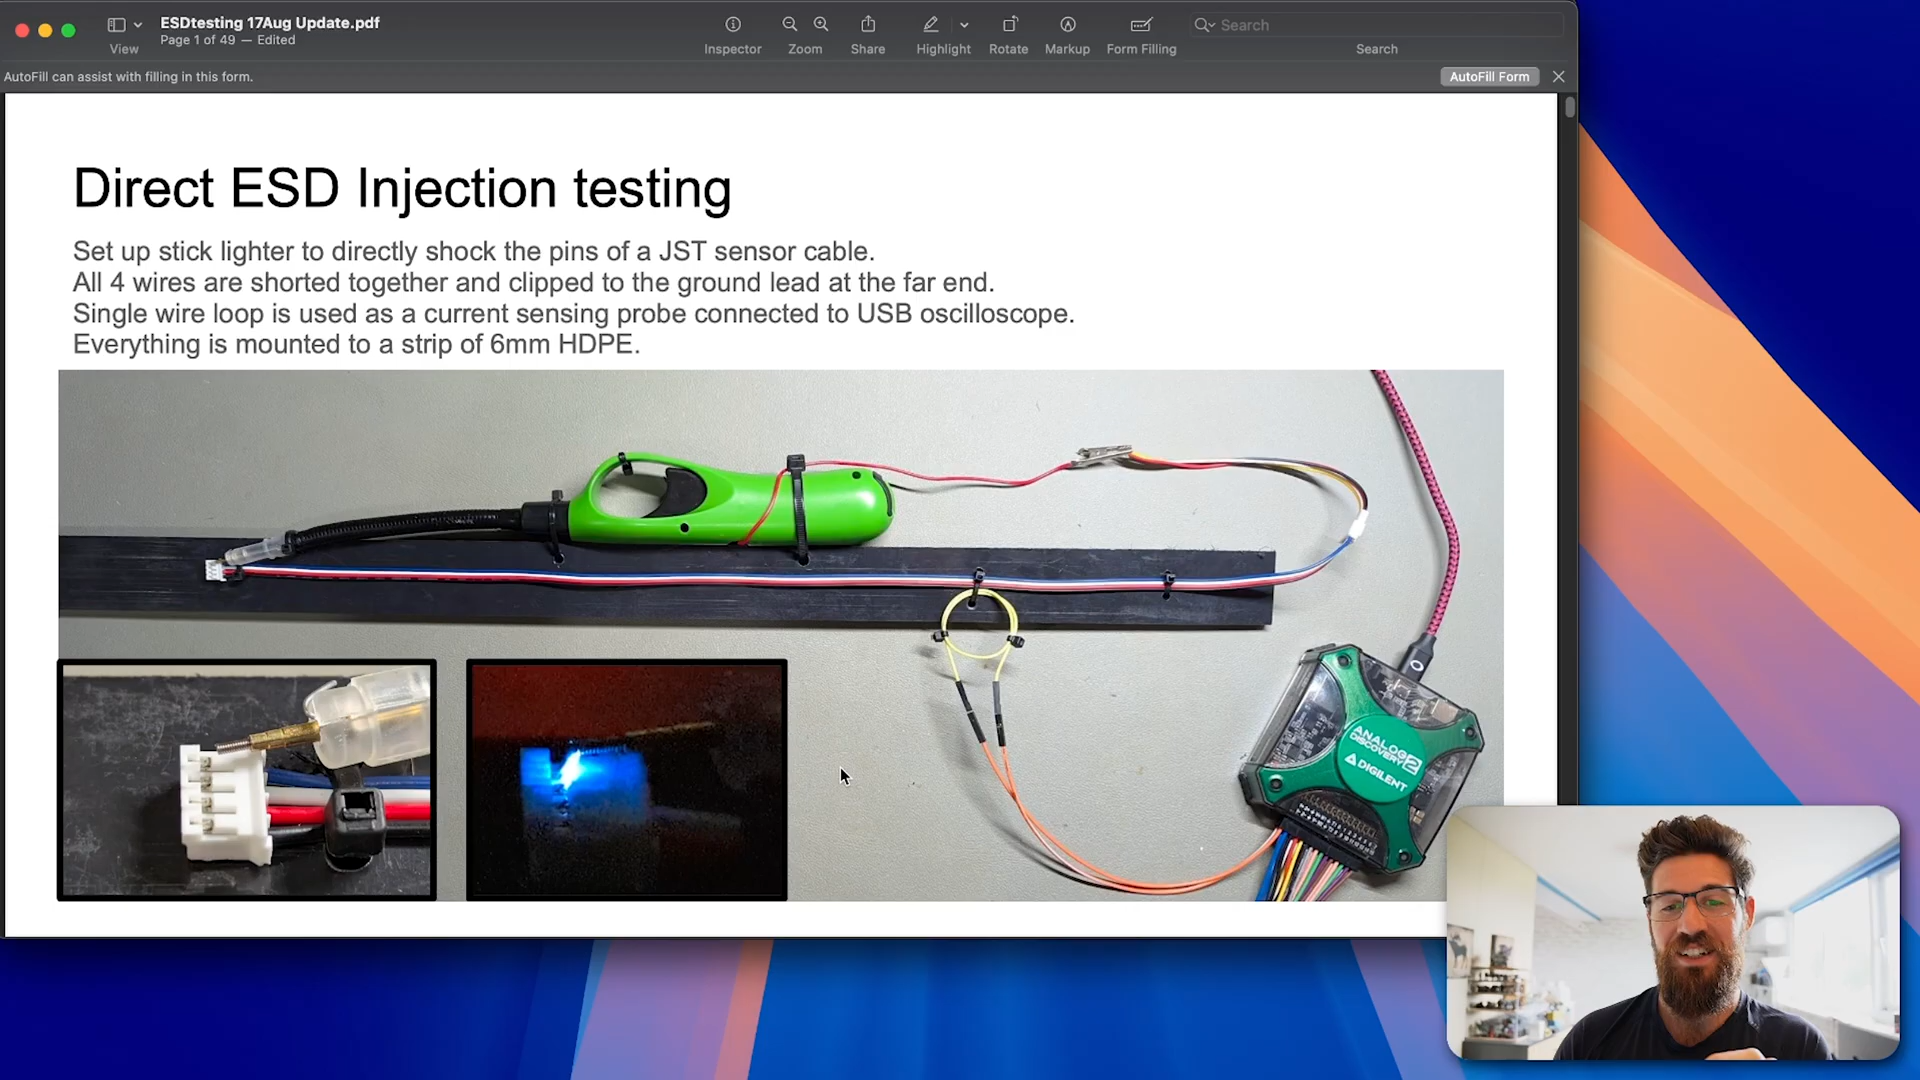 ESDtesting 17Aug Update.pdf
Page 1 of 49 — Edited
View
Inspector
Zoom
Share
Highlight
Rotate
Markup
Form Filling
Search
Search
AutoFill can assist with filling in this form.
AutoFill Form
Direct ESD Injection testing
Set up stick lighter to directly shock the pins of a JST sensor cable.
All 4 wires are shorted together and clipped to the ground lead at the far end.
Single wire loop is used as a current sensing probe connected to USB oscilloscope.
Everything is mounted to a strip of 6mm HDPE.
ANALOG
DISCOVERY 2
DIGILENT